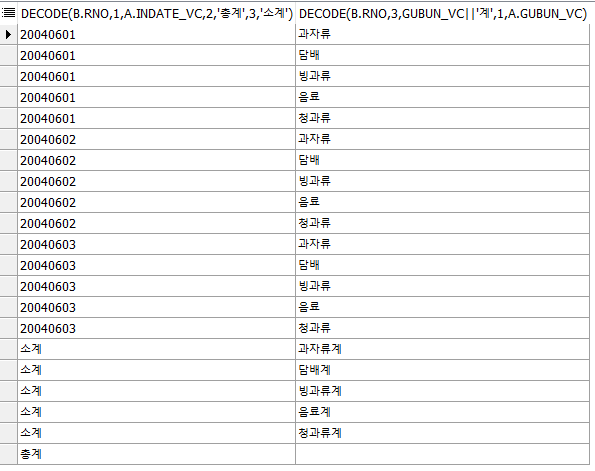 DECODE(B.RNO,1,A.INDATE_VC,2,'총계',3,'소계') DECODE(B.RNO,3,GUBUN_VC||'계',1,A.GUBUN_VC)
20040601 과자류
20040601 담배
20040601 빙과류
20040601 음료
20040601 청과류
20040602 과자류
20040602 담배
20040602 빙과류
20040602 음료
20040602 청과류
20040603 과자류
20040603 담배
20040603 빙과류
20040603 음료
20040603 청과류
소계 과자류계
소계 담배계
소계 빙과류계
소계 음료계
소계 청과류계
총계